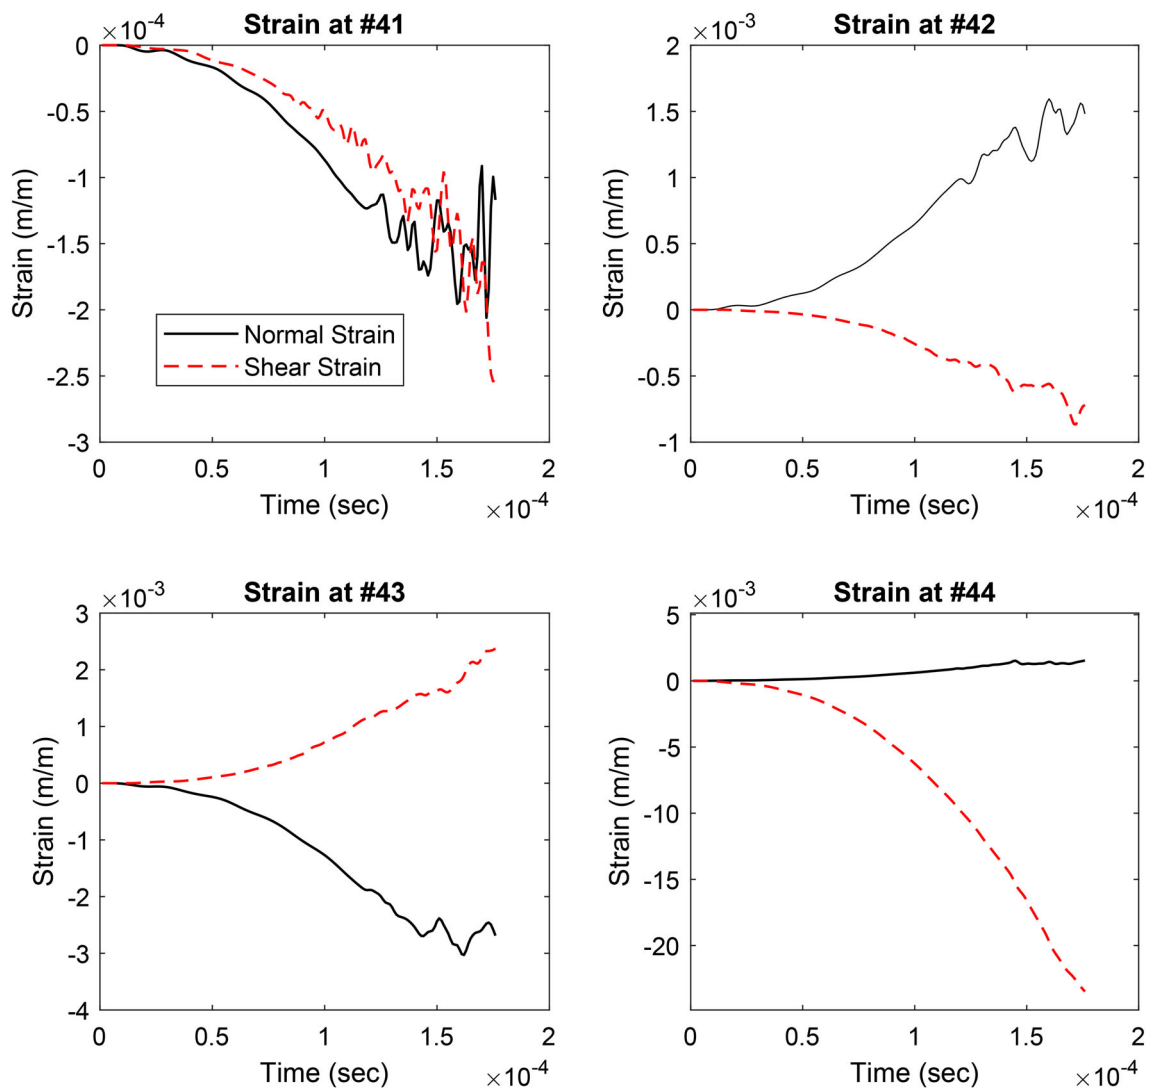 Strain at #41
×10-4
0
-0.5
-1
-1.5
-2
-2.5
-3
Strain (m/m)
Normal Strain
Shear Strain
0 0.5 1 1.5 2
Time (sec)
×10-4
Strain at #42
×10-3
2
1.5
1
0.5
0
-0.5
-1
Strain (m/m)
0 0.5 1 1.5 2
Time (sec)
×10-4
Strain at #43
×10-3
3
2
1
0
-1
-2
-3
-4
Strain (m/m)
0 0.5 1 1.5 2
Time (sec)
×10-4
Strain at #44
×10-3
5
0
-5
-10
-15
-20
Strain (m/m)
0 0.5 1 1.5 2
Time (sec)
×10-4